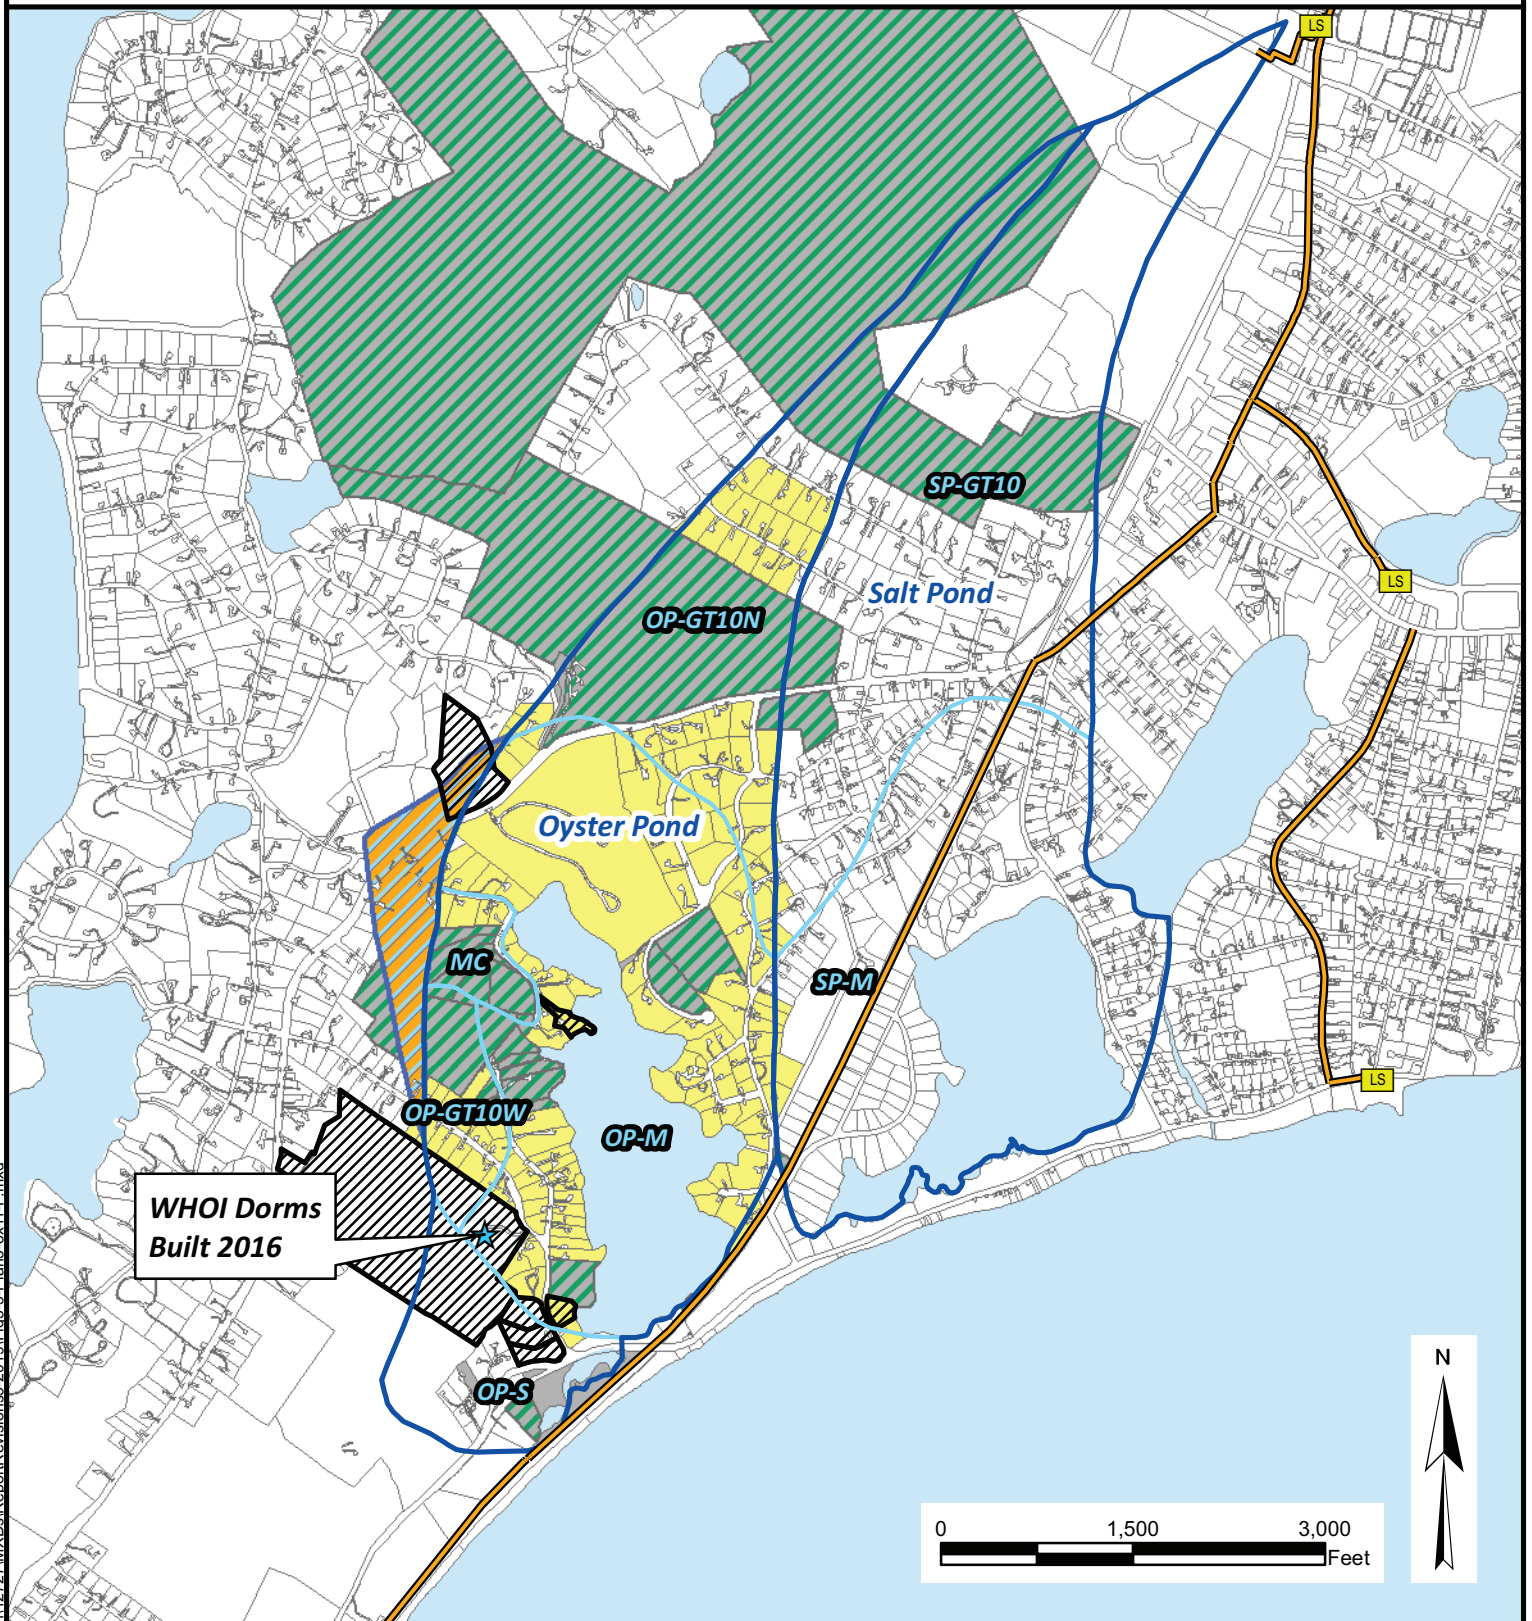 LS
SP-GT10
LS
Salt Pond
OP-GT10N
Oyster Pond
MC
SP-M
LS
OP-GT10W
OP-M
WHOI Dorms
Built 2016
OP-S
N
0 1,500 3,000
Feet